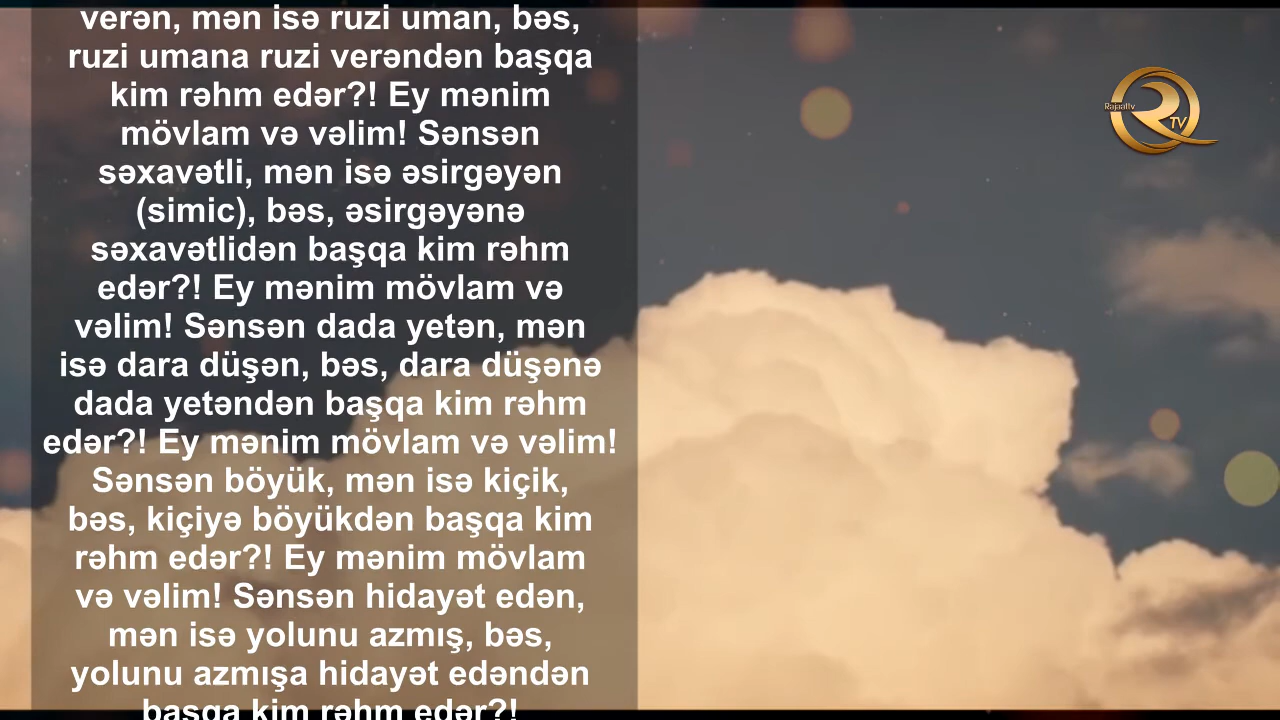 verən, mən isə ruzi uman, bəs,
ruzi umana ruzi verəndən başqa
kim rəhm edər?! Ey mənim
mövlam və vəlim! Sənsən
səxavətli, mən isə əsirgəyən
(simic), bəs, əsirgəyənə
səxavətlidən başqa kim rəhm
edər?! Ey mənim mövlam və
vəlim! Sənsən dada yetən, mən
isə dara düşən, bəs, dara düşənə
dada yetəndən başqa kim rəhm
edər?! Ey mənim mövlam və vəlim!
Sənsən böyük, mən isə kiçik,
bəs, kiçiyə böyükdən başqa kim
rəhm edər?! Ey mənim mövlam
və vəlim! Sənsən hidayət edən,
mən isə yolunu azmış, bəs,
yolunu azmışa hidayət edəndən
başqa kim rəhm edər?!
Rajaattv
TV